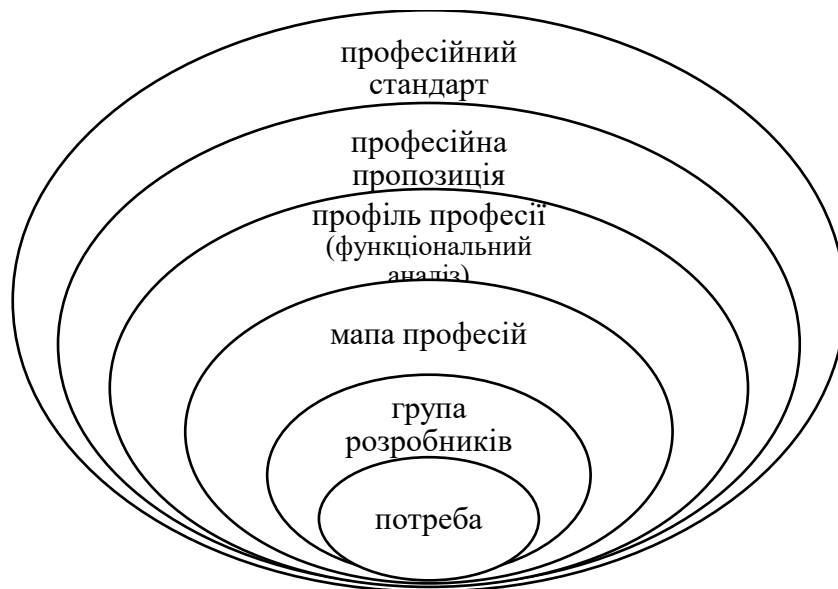 професійний
стандарт
професійна
пропозиція
профіль професії
(функціональний
аналіз)
мапа професій
група
розробників
потреба